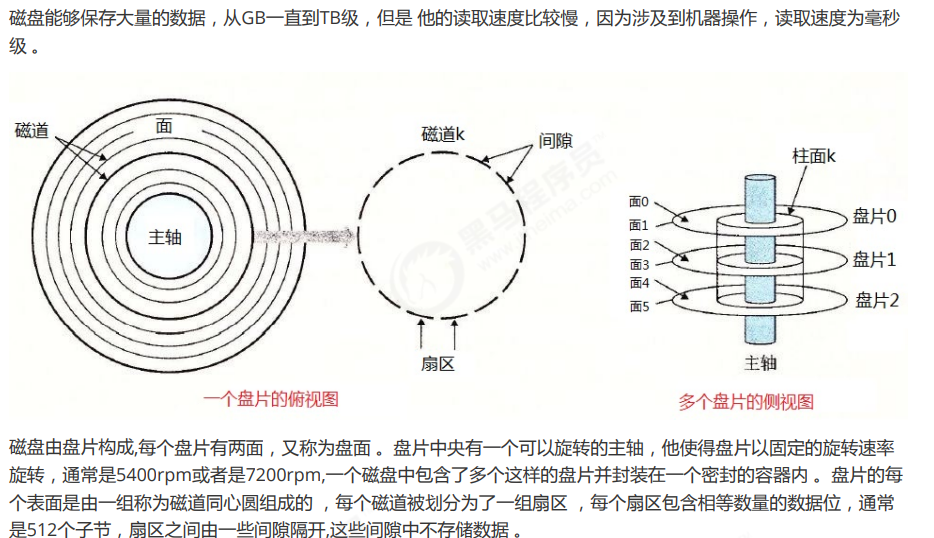 磁盘能够保存大量的数据，从GB一直到TB级，但是 他的读取速度比较慢，因为涉及到机器操作，读取速度为毫秒
级 。
磁道
面
主轴
磁道k
间隙
扇区
一个盘片的俯视图
柱面k
面0
面1
面2
面3
面4
面5
盘片0
盘片1
盘片2
主轴
多个盘片的侧视图
黑马程序员
www.itheima.com
磁盘由盘片构成,每个盘片有两面，又称为盘面 。盘片中央有一个可以旋转的主轴，他使得盘片以固定的旋转速率
旋转，通常是5400rpm或者是7200rpm,一个磁盘中包含了多个这样的盘片并封装在一个密封的容器内 。盘片的每
个表面是由一组称为磁道同心圆组成的 ，每个磁道被划分为了一组扇区 ，每个扇区包含相等数量的数据位，通常
是512个子节，扇区之间由一些间隙隔开,这些间隙中不存储数据 。